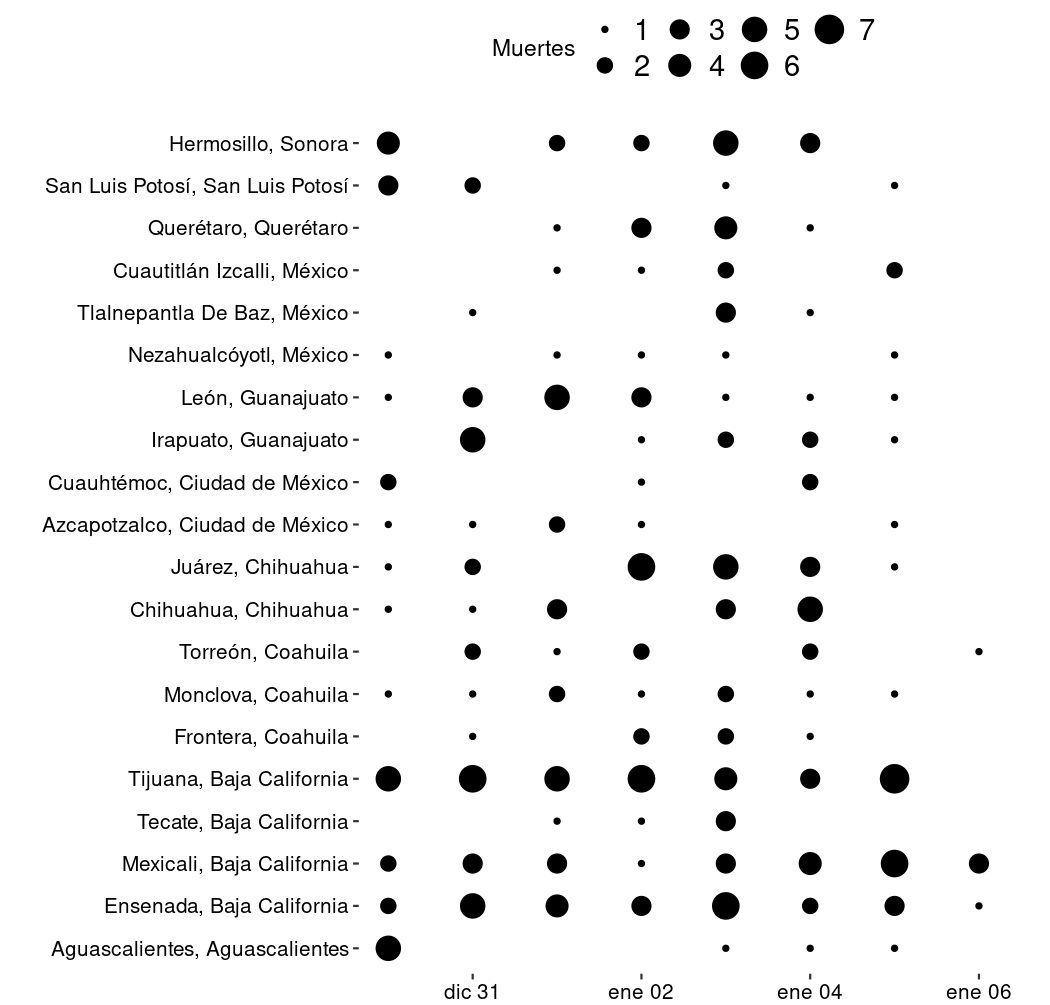 Muertes
1 3 5 7
2 4 6
Hermosillo, Sonora
San Luis Potosí, San Luis Potosí
Querétaro, Querétaro
Cuautitlán Izcalli, México
Tlalnepantla De Baz, México
Nezahualcóyotl, México
León, Guanajuato
Irapuato, Guanajuato
Cuauhtémoc, Ciudad de México
Azcapotzalco, Ciudad de México
Juárez, Chihuahua
Chihuahua, Chihuahua
Torreón, Coahuila
Monclova, Coahuila
Frontera, Coahuila
Tijuana, Baja California
Tecate, Baja California
Mexicali, Baja California
Ensenada, Baja California
Aguascalientes, Aguascalientes
dic 31 ene 02 ene 04 ene 06